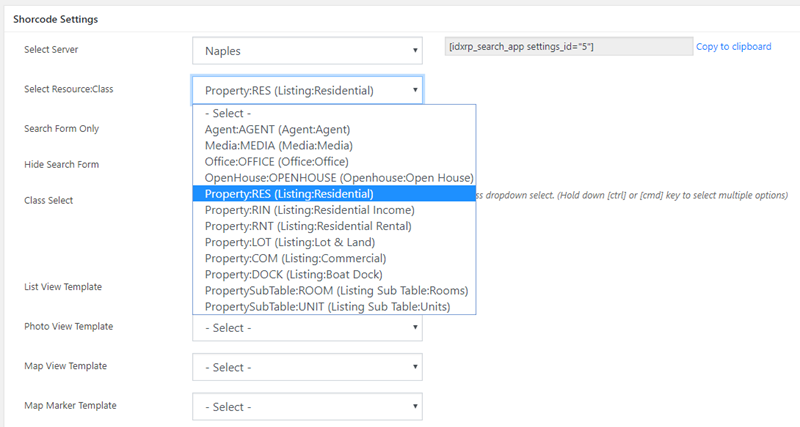 Shorcode Settings
Select Server
Naples
[idxrp_search_app settings_id="5"]
Copy to clipboard
Select Resource:Class
Property:RES (Listing:Residential)
- Select -
Agent:AGENT (Agent:Agent)
Media:MEDIA (Media:Media)
Office:OFFICE (Office:Office)
OpenHouse:OPENHOUSE (Openhouse:Open House)
Property:RES (Listing:Residential)
Property:RIN (Listing:Residential Income)
Property:RNT (Listing:Residential Rental)
Property:LOT (Listing:Lot & Land)
Property:COM (Listing:Commercial)
Property:DOCK (Listing:Boat Dock)
PropertySubTable:ROOM (Listing Sub Table:Rooms)
PropertySubTable:UNIT (Listing Sub Table:Units)
Search Form Only
Hide Search Form
Class Select
dropdown select. (Hold down [ctrl] or [cmd] key to select multiple options)
List View Template
Photo View Template
- Select -
Map View Template
- Select -
Map Marker Template
- Select -